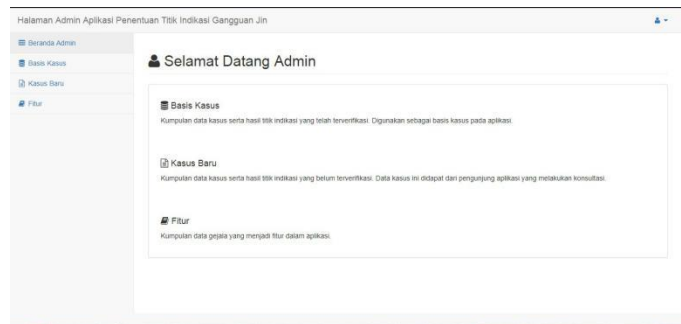 Halaman Admin Aplikasi Penentuan Titik Indikasi Gangguan Jin
Beranda Admin
Basis Kasus
Kasus Baru
Fitur
Selamat Datang Admin
Basis Kasus
Kumpulan data kasus serta hasil titik indikasi yang telah terverifikasi. Digunakan sebagai basis kasus pada aplikasi.
Kasus Baru
Kumpulan data kasus serta hasil titik indikasi yang belum terverifikasi. Data kasus ini didapat dari pengunjung aplikasi yang melakukan konsultasi.
Fitur
Kumpulan data gejala yang menjadi fitur dalam aplikasi.